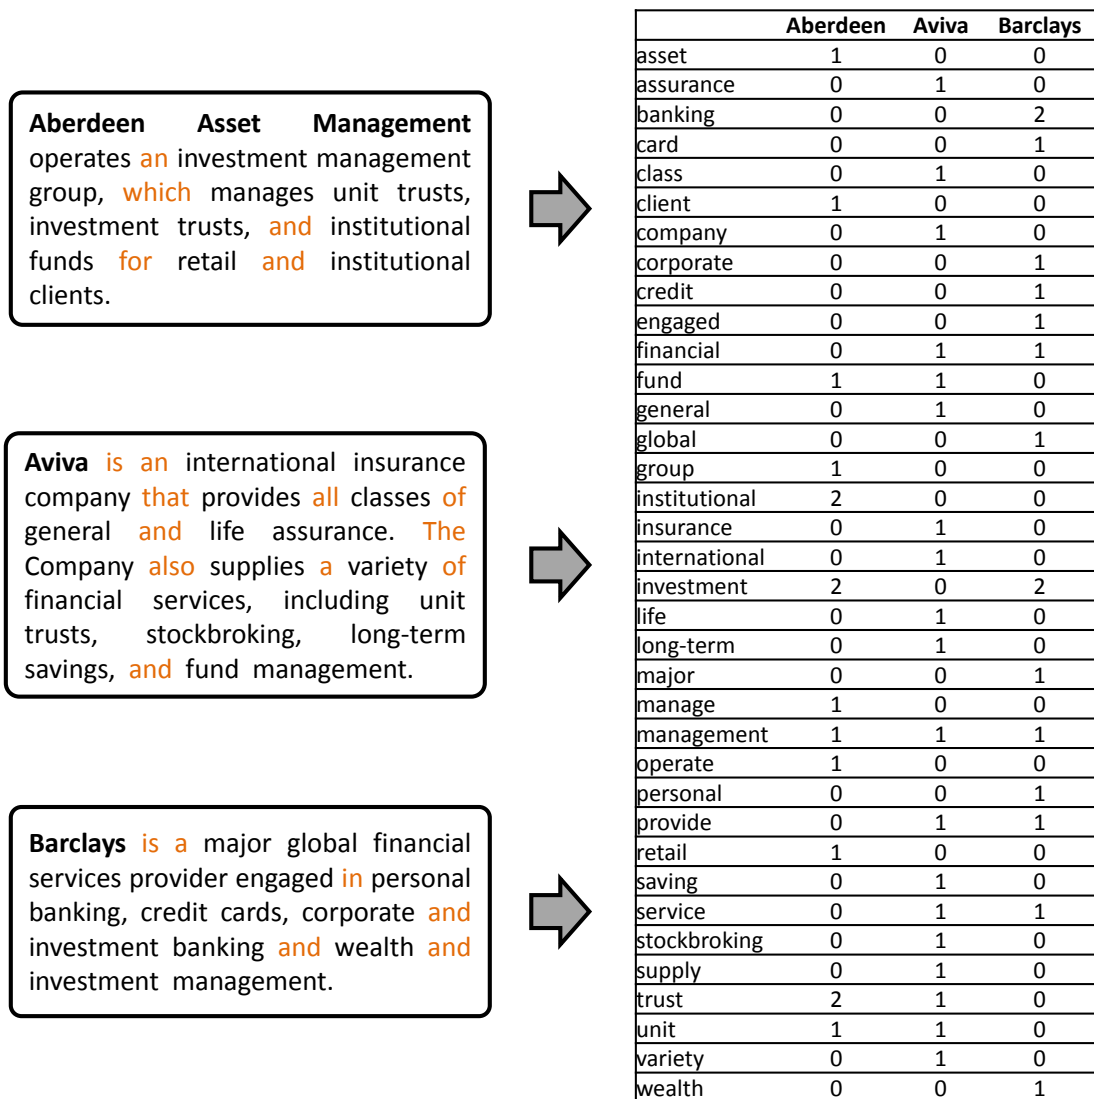 Aberdeen Asset Management
operates an investment management
group, which manages unit trusts,
investment trusts, and institutional
funds for retail and institutional
clients.
Aviva is an international insurance
company that provides all classes of
general and life assurance. The
Company also supplies a variety of
financial services, including unit
trusts, stockbroking, long-term
savings, and fund management.
Barclays is a major global financial
services provider engaged in personal
banking, credit cards, corporate and
investment banking and wealth and
investment management.
Aberdeen Aviva Barclays
asset 1 0 0
assurance 0 1 0
banking 0 0 2
card 0 0 1
class 0 1 0
client 1 0 0
company 0 1 0
corporate 0 0 1
credit 0 0 1
engaged 0 0 1
financial 0 1 1
fund 1 1 0
general 0 1 0
global 0 0 1
group 1 0 0
institutional 2 0 0
insurance 0 1 0
international 0 1 0
investment 2 0 2
life 0 1 0
long-term 0 1 0
major 0 0 1
manage 1 0 0
management 1 1 1
operate 1 0 0
personal 0 0 1
provide 0 1 1
retail 1 0 0
saving 0 1 0
service 0 1 1
stockbroking 0 1 0
supply 0 1 0
trust 2 1 0
unit 1 1 0
variety 0 1 0
wealth 0 0 1